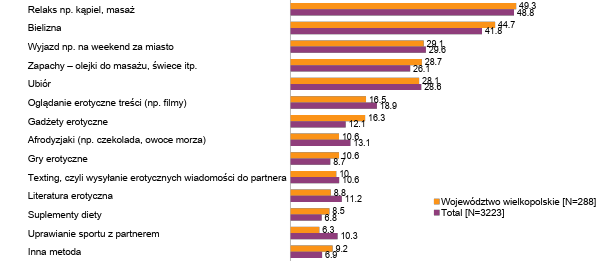 Relaks np. kąpiel, masaż 49.3
48.8
Bielizna 44.7
41.8
Wyjazd np. na weekend za miasto 29.1
29.6
Zapachy – olejki do masażu, świece itp. 28.7
26.1
Ubiór 28.1
28.6
Oglądanie erotyczne treści (np. filmy) 16.5
18.9
Gadżety erotyczne 16.3
12.1
Afrodyzjaki (np. czekolada, owoce morza) 10.6
13.1
Gry erotyczne 10.6
8.7
Texting, czyli wysyłanie erotycznych wiadomości do partnera 10
10.6
Literatura erotyczna 8.8
11.2
Suplementy diety 8.5
6.8
Uprawianie sportu z partnerem 6.3
10.3
Inna metoda 9.2
6.9
Województwo wielkopolskie [N=288]
Total [N=3223]